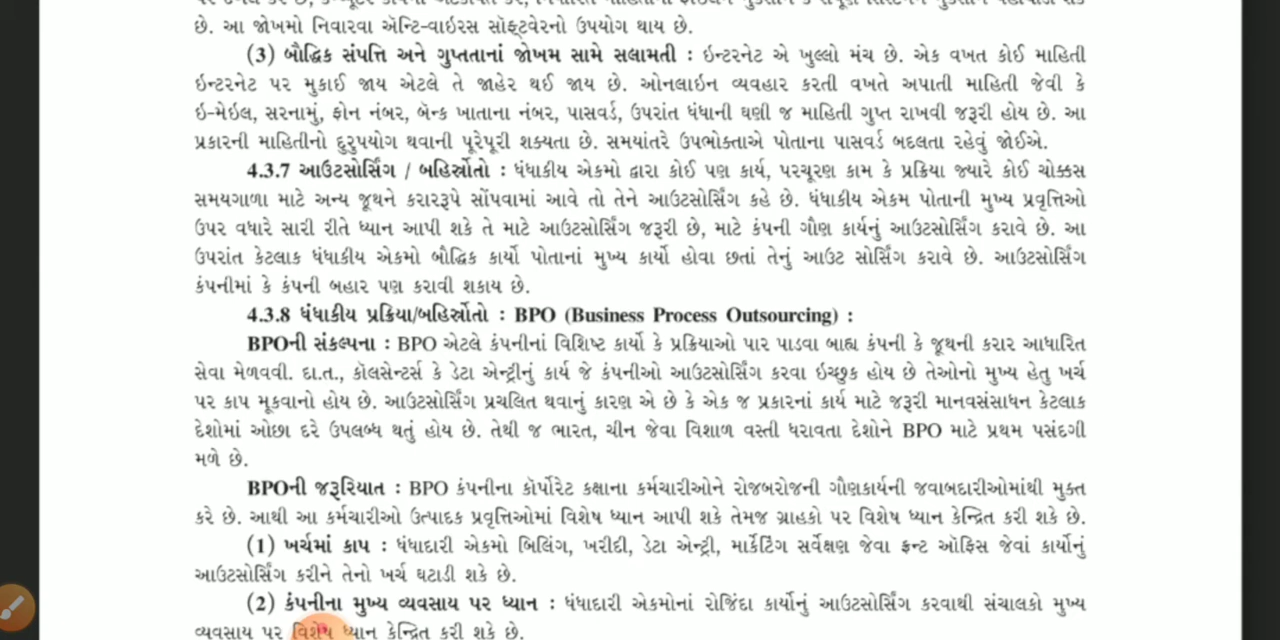 છે. આ જોખમો નિવારવા ઍન્ટિ-વાઇરસ સૉફ્ટવેરનો ઉપયોગ થાય છે.
(3) બૌદ્ધિક સંપત્તિ અને ગુપ્તતાનાં જોખમ સામે સલામતી : ઇન્ટરનેટ એ ખુલ્લો મંચ છે. એક વખત કોઈ માહિતી
ઇન્ટરનેટ પર મુકાઈ જાય એટલે તે જાહેર થઈ જાય છે. ઓનલાઇન વ્યવહાર કરતી વખતે અપાતી માહિતી જેવી કે
ઇ-મેઇલ, સરનામું, ફોન નંબર, બૅન્ક ખાતાના નંબર, પાસવર્ડ, ઉપરાંત ધંધાની ઘણી જ માહિતી ગુપ્ત રાખવી જરૂરી હોય છે. આ
પ્રકારની માહિતીનો દુરુપયોગ થવાની પૂરેપૂરી શક્યતા છે. સમયાંતરે ઉપભોક્તાએ પોતાના પાસવર્ડ બદલતા રહેવું જોઈએ.
4.3.7 આઉટસોર્સિંગ / બહિર્સ્રોતો : ધંધાકીય એકમો દ્વારા કોઈ પણ કાર્ય, પરચૂરણ કામ કે પ્રક્રિયા જ્યારે કોઈ ચોક્કસ
સમયગાળા માટે અન્ય જૂથને કરારરૂપે સોંપવામાં આવે તો તેને આઉટસોર્સિંગ કહે છે. ધંધાકીય એકમ પોતાની મુખ્ય પ્રવૃત્તિઓ
ઉપર વધારે સારી રીતે ધ્યાન આપી શકે તે માટે આઉટસોર્સિંગ જરૂરી છે, માટે કંપની ગૌણ કાર્યનું આઉટસોર્સિંગ કરાવે છે. આ
ઉપરાંત કેટલાક ધંધાકીય એકમો બૌદ્ધિક કાર્યો પોતાનાં મુખ્ય કાર્યો હોવા છતાં તેનું આઉટ સોર્સિંગ કરાવે છે. આઉટસોર્સિંગ
કંપનીમાં કે કંપની બહાર પણ કરાવી શકાય છે.
4.3.8 ધંધાકીય પ્રક્રિયા/બહિર્સ્રોતો : BPO (Business Process Outsourcing) :
BPOની સંકલ્પના : BPO એટલે કંપનીનાં વિશિષ્ટ કાર્યો કે પ્રક્રિયાઓ પાર પાડવા બાહ્ય કંપની કે જૂથની કરાર આધારિત
સેવા મેળવવી. દા.ત., કૉલસેન્ટર્સ કે ડેટા એન્ટ્રીનું કાર્ય જે કંપનીઓ આઉટસોર્સિંગ કરવા ઇચ્છુક હોય છે તેઓનો મુખ્ય હેતુ ખર્ચ
પર કાપ મૂકવાનો હોય છે. આઉટસોર્સિંગ પ્રચલિત થવાનું કારણ એ છે કે એક જ પ્રકારનાં કાર્ય માટે જરૂરી માનવસંસાધન કેટલાક
દેશોમાં ઓછા દરે ઉપલબ્ધ થતું હોય છે. તેથી જ ભારત, ચીન જેવા વિશાળ વસ્તી ધરાવતા દેશોને BPO માટે પ્રથમ પસંદગી
મળે છે.
BPOની જરૂરિયાત : BPO કંપનીના કૉર્પોરેટ કક્ષાના કર્મચારીઓને રોજબરોજની ગૌણકાર્યની જવાબદારીઓમાંથી મુક્ત
કરે છે. આથી આ કર્મચારીઓ ઉત્પાદક પ્રવૃત્તિઓમાં વિશેષ ધ્યાન આપી શકે તેમજ ગ્રાહકો પર વિશેષ ધ્યાન કેન્દ્રિત કરી શકે છે.
(1) ખર્ચમાં કાપ : ધંધાદારી એકમો બિલિંગ, ખરીદી, ડેટા એન્ટ્રી, માર્કેટિંગ સર્વેક્ષણ જેવા ફ્રન્ટ ઑફિસ જેવાં કાર્યોનું
આઉટસોર્સિંગ કરીને તેનો ખર્ચ ઘટાડી શકે છે.
(2) કંપનીના મુખ્ય વ્યવસાય પર ધ્યાન : ધંધાદારી એકમોનાં રોજિંદા કાર્યોનું આઉટસોર્સિંગ કરવાથી સંચાલકો મુખ્ય
વ્યવસાય પર વિશેષ ધ્યાન કેન્દ્રિત કરી શકે છે.